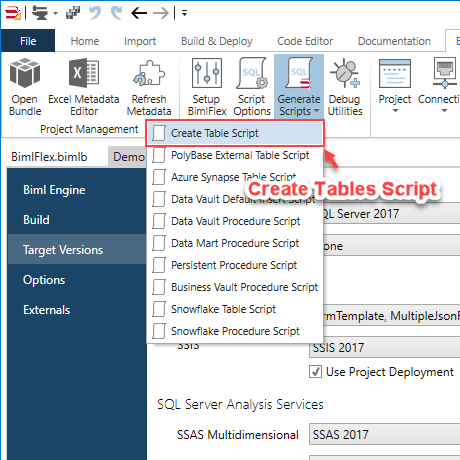 File Home Import Build & Deploy Code Editor Documentation B
Open Bundle
Excel Metadata Editor
Refresh Metadata
Setup BimlFlex
Script Options
SQL
Generate Scripts
Debug Utilities
Project
Connection
Project Management
BimlFlex.bimlb Demo
Create Table Script
PolyBase External Table Script
Azure Synapse Table Script
Data Vault Default Insert Script
Data Vault Procedure Script
Data Mart Procedure Script
Persistent Procedure Script
Business Vault Procedure Script
Snowflake Table Script
Snowflake Procedure Script
Create Tables Script
Biml Engine
Build
Target Versions
Options
Externals
SQL Server 2017
one
rmTemplate, MultipleJsonF
SSIS SSIS 2017
Use Project Deployment
SQL Server Analysis Services
SSAS Multidimensional SSAS 2017